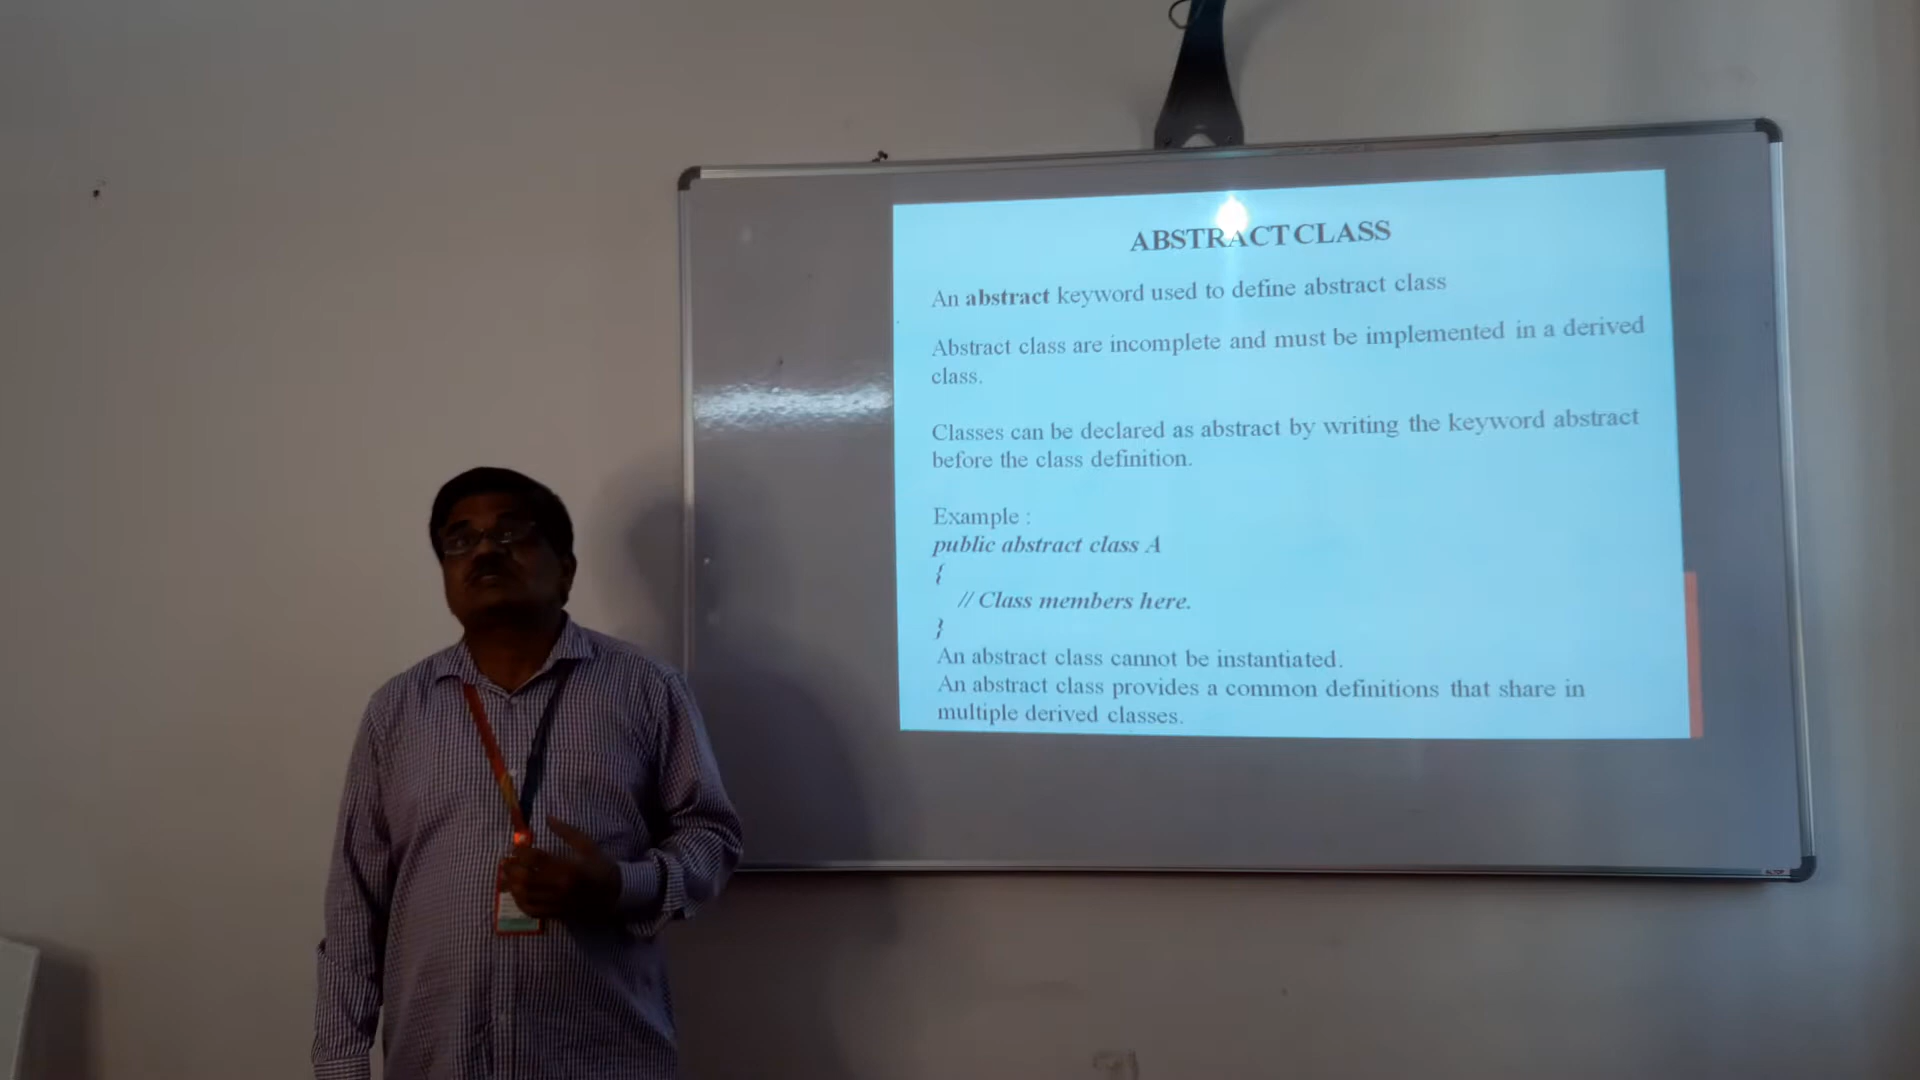 ABSTRACT CLASS
An abstract keyword used to define abstract class
Abstract class are incomplete and must be implemented in a derived
class.
Classes can be declared as abstract by writing the keyword abstract
before the class definition.
Example :
public abstract class A
{
// Class members here.
}
An abstract class cannot be instantiated.
An abstract class provides a common definitions that share in
multiple derived classes.